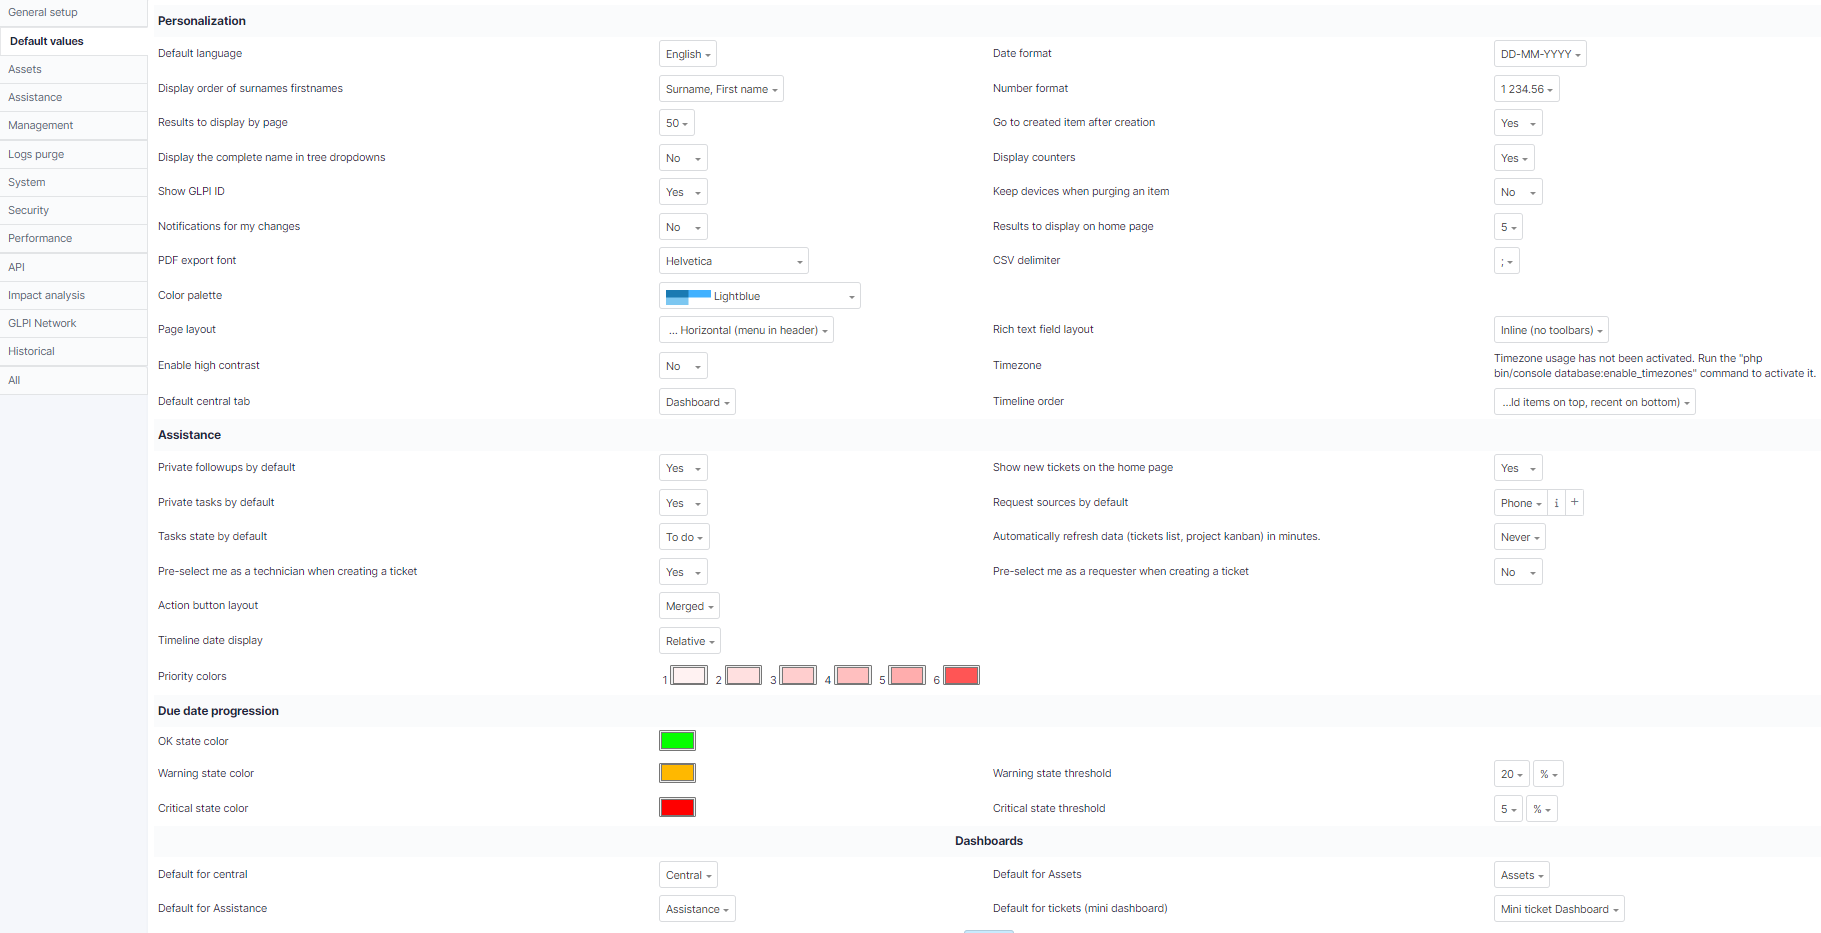 General setup
Default values
Assets
Assistance
Management
Logs purge
System
Security
Performance
API
Impact analysis
GLPI Network
Historical
All
Personalization
Default language English Date format DD-MM-YYYY
Display order of surnames firstnames Surname, First name Number format 1 234.56
Results to display by page 50 Go to created item after creation Yes
Display the complete name in tree dropdowns No Display counters Yes
Show GLPI ID Yes Keep devices when purging an item No
Notifications for my changes No Results to display on home page 5
PDF export font Helvetica CSV delimiter ;
Color palette Lightblue
Page layout ... Horizontal (menu in header) Rich text field layout Inline (no toolbars)
Enable high contrast No Timezone Timezone usage has not been activated. Run the "php
bin/console database:enable_timezones" command to activate it.
Default central tab Dashboard Timeline order ...ld items on top, recent on bottom)
Assistance
Private followups by default Yes Show new tickets on the home page Yes
Private tasks by default Yes Request sources by default Phone i +
Tasks state by default To do Automatically refresh data (tickets list, project kanban) in minutes. Never
Pre-select me as a technician when creating a ticket Yes Pre-select me as a requester when creating a ticket No
Action button layout Merged
Timeline date display Relative
Priority colors 1 2 3 4 5 6
Due date progression
OK state color
Warning state color Warning state threshold 20 %
Critical state color Critical state threshold 5 %
Dashboards
Default for central Central Default for Assets Assets
Default for Assistance Assistance Default for tickets (mini dashboard) Mini ticket Dashboard